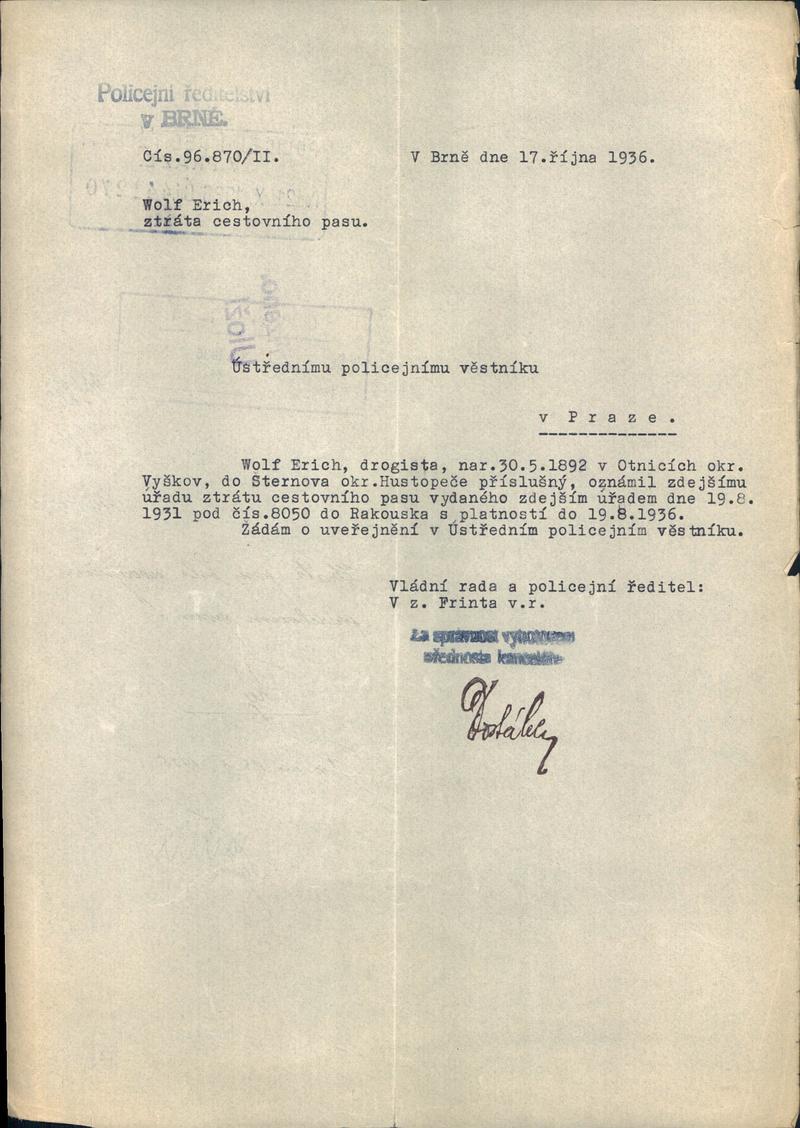 Policejní ředitelství
v BRNĚ.
Čís.96.870/II.
V Brně dne 17.října 1936.
Wolf Erich,
ztráta cestovního pasu.
Ústřednímu policejnímu věstníku
v Praze.
Wolf Erich, drogista, nar.30.5.1892 v Otnicích okr.
Vyškov, do Šternova okr.Hustopeče příslušný, oznámil zdejšímu
úřadu ztrátu cestovního pasu vydaného zdejším úřadem dne 19.8.
1931 pod čís.8050 do Rakouska s platností do 19.8.1936.
Žádám o uveřejnění v Ústředním policejním věstníku.
Vládní rada a policejní ředitel:
V z. Frinta v.r.
Za správnost vyhotovení
přednosta kanceláře